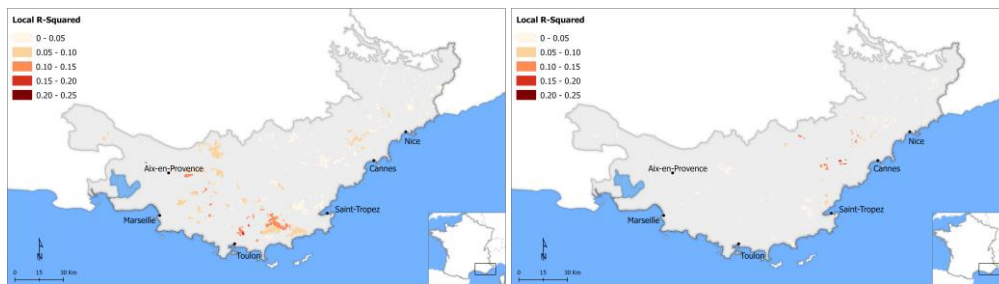 Local R-Squared
0 - 0.05
0.05 - 0.10
0.10 - 0.15
0.15 - 0.20
0.20 - 0.25
Nice
Aix-en-Provence
Cannes
Marseille
Saint-Tropez
Toulon
N
0 15 30 Km
Local R-Squared
0 - 0.05
0.05 - 0.10
0.10 - 0.15
0.15 - 0.20
0.20 - 0.25
Nice
Aix-en-Provence
Cannes
Marseille
Saint-Tropez
Toulon
N
0 15 30 Km